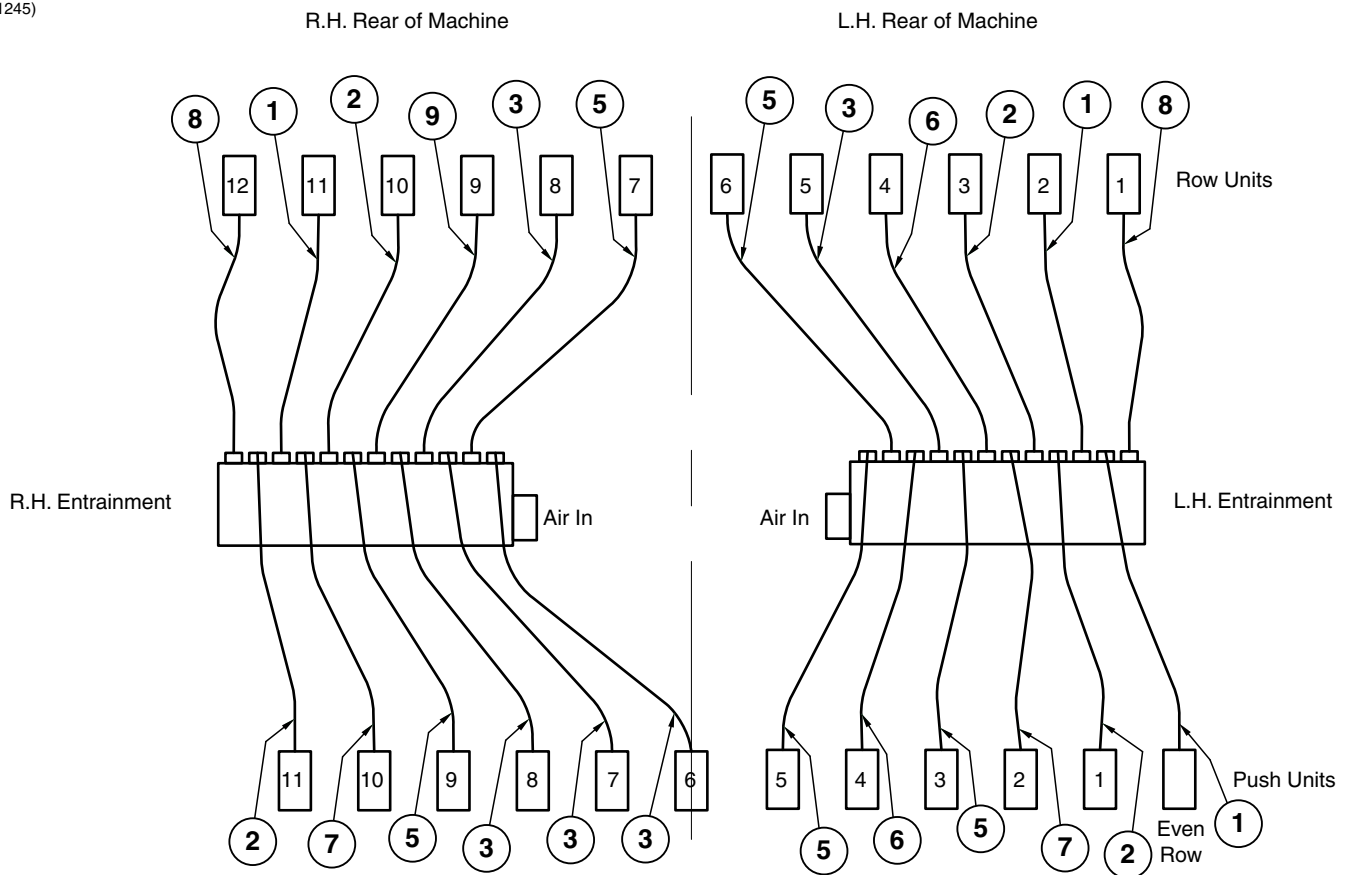 1245)
R.H. Rear of Machine L.H. Rear of Machine
8 1 2 9 3 5 5 3 6 2 1 8
12 11 10 9 8 7 6 5 4 3 2 1 Row Units
R.H. Entrainment Air In Air In L.H. Entrainment
11 10 9 8 7 6 5 4 3 2 1 Push Units
2 7 5 3 3 3 5 6 5 7 2 Even 1
Row